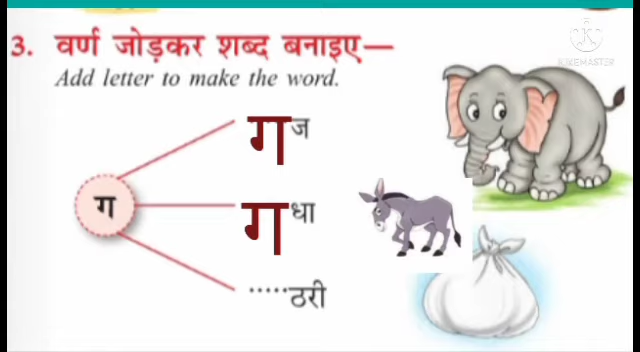 3. वर्ण जोड़कर शब्द बनाइए—
Add letter to make the word.
KINEMASTER
गज
ग
गधा
.....ठरी